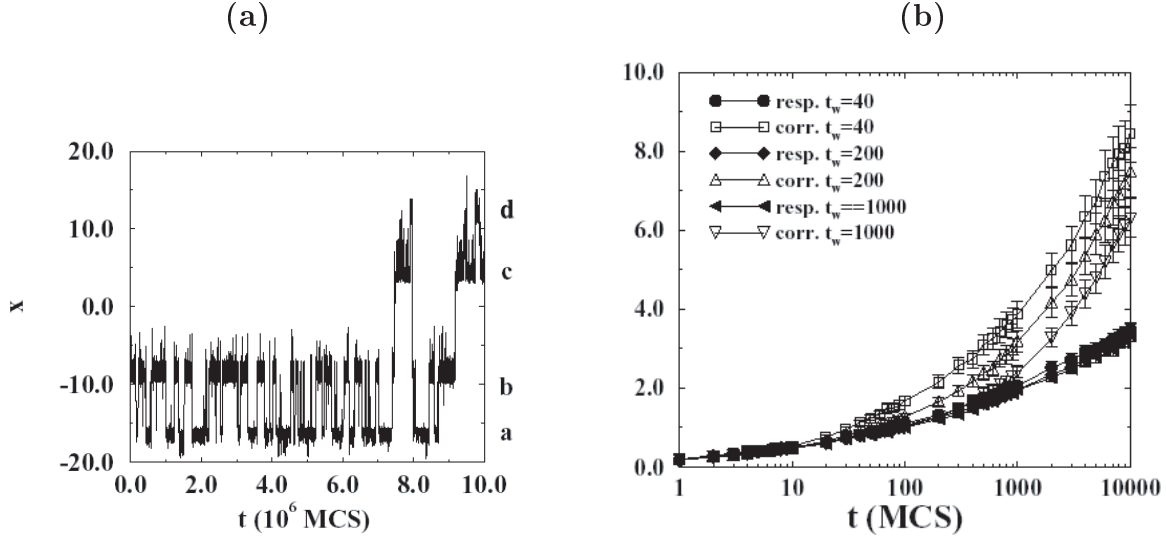 (a)
20.0
10.0
0.0
-10.0
-20.0
x
d
c
b
a
0.0 2.0 4.0 6.0 8.0 10.0
t (10^6 MCS)
(b)
10.0
8.0
6.0
4.0
2.0
0.0
resp. t_w=40
corr. t_w=40
resp. t_w=200
corr. t_w=200
resp. t_w==1000
corr. t_w=1000
1 10 100 1000 10000
t (MCS)